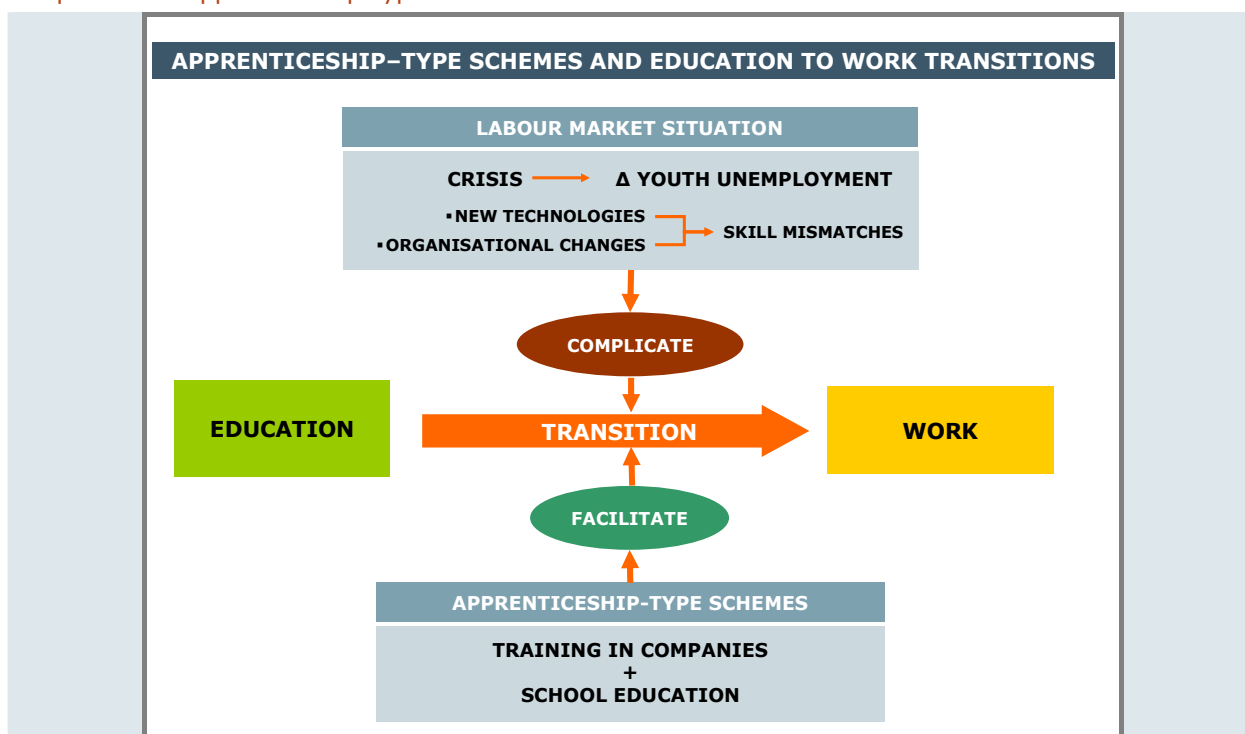 APPRENTICESHIP–TYPE SCHEMES AND EDUCATION TO WORK TRANSITIONS
LABOUR MARKET SITUATION
CRISIS Δ YOUTH UNEMPLOYMENT
▪NEW TECHNOLOGIES
▪ORGANISATIONAL CHANGES
SKILL MISMATCHES
COMPLICATE
EDUCATION
TRANSITION
WORK
FACILITATE
APPRENTICESHIP-TYPE SCHEMES
TRAINING IN COMPANIES
+
SCHOOL EDUCATION